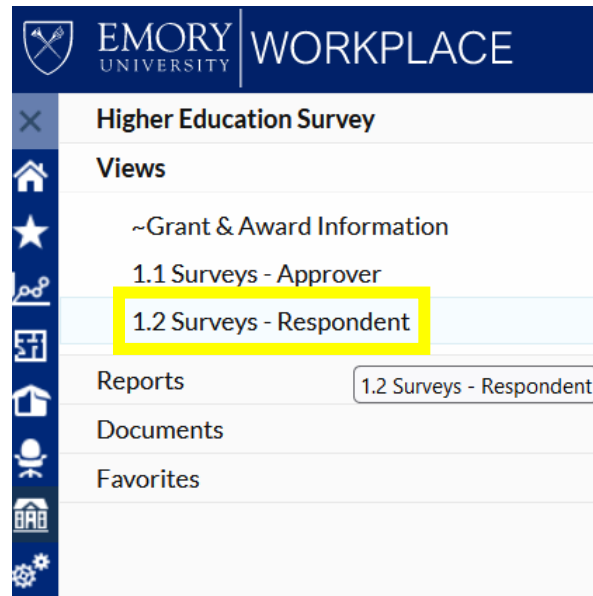 EMORY
UNIVERSITY
WORKPLACE
Higher Education Survey
Views
~Grant & Award Information
1.1 Surveys - Approver
1.2 Surveys - Respondent
Reports
1.2 Surveys - Respondent
Documents
Favorites